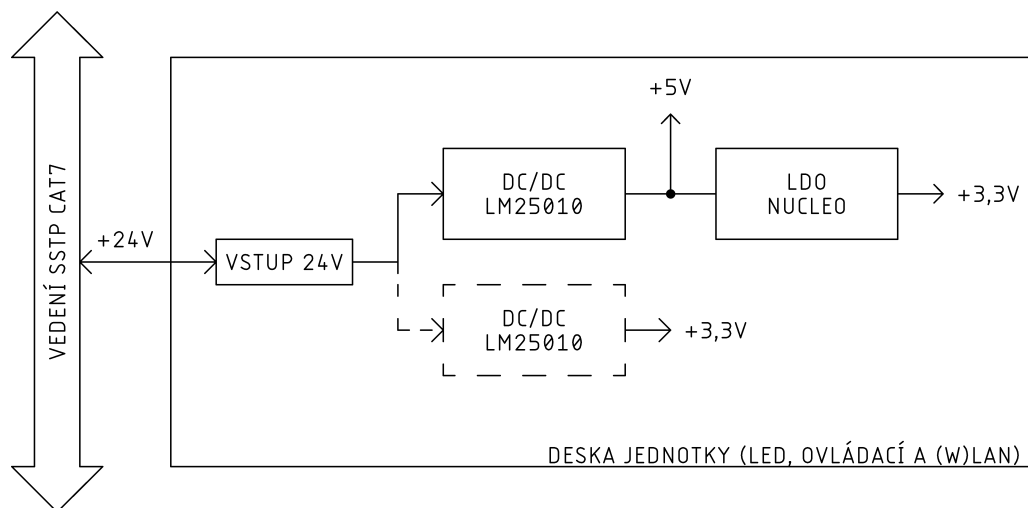 VEDENÍ SSTP CAT7
+24V
VSTUP 24V
DC/DC
LM25010
+5V
LDO
NUCLEO
+3,3V
DC/DC
LM25010
+3,3V
DESKA JEDNOTKY (LED, OVLÁDACÍ A (W)LAN)